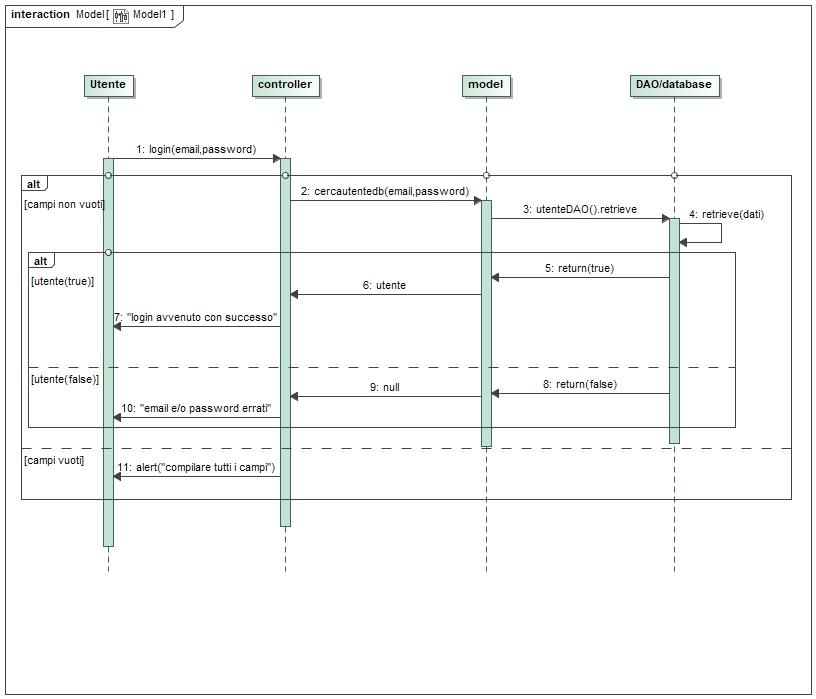 interaction Model[ Model1 ]
Utente
controller
model
DAO/database
1: login(email,password)
alt
[campi non vuoti]
2: cercautentedb(email,password)
3: utenteDAO().retrieve
4: retrieve(dati)
alt
[utente(true)]
5: return(true)
6: utente
7: "login avvenuto con successo"
[utente(false)]
8: return(false)
9: null
10: "email e/o password errati"
[campi vuoti]
11: alert("compilare tutti i campi")